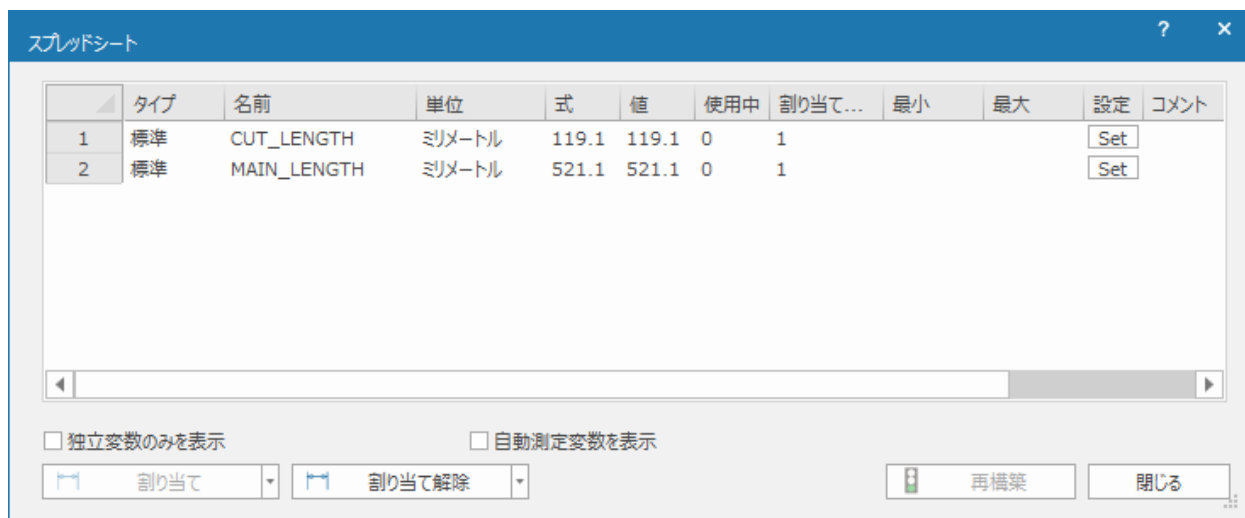 スプレッドシート ? ×
タイプ 名前 単位 式 値 使用中 割り当て... 最小 最大 設定 コメント
1 標準 CUT_LENGTH ミリメートル 119.1 119.1 0 1 Set
2 標準 MAIN_LENGTH ミリメートル 521.1 521.1 0 1 Set
独立変数のみを表示 自動測定変数を表示
割り当て 割り当て解除 再構築 閉じる